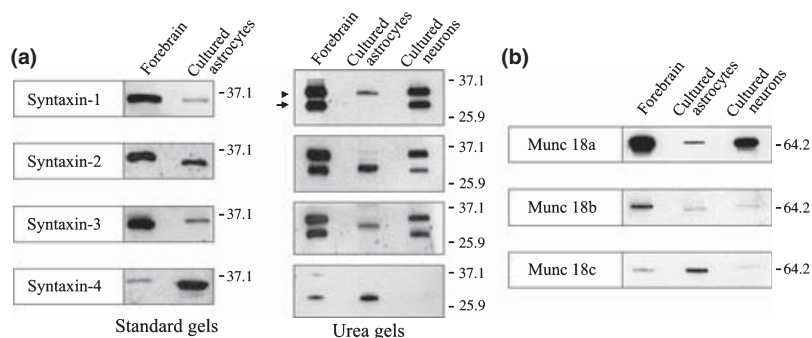 (a)
Forebrain
Cultured
astrocytes
Syntaxin-1
-37.1
Syntaxin-2
-37.1
Syntaxin-3
-37.1
Syntaxin-4
-37.1
Standard gels
Forebrain
Cultured
astrocytes
Cultured
neurons
- 37.1
- 25.9
- 37.1
- 25.9
- 37.1
- 25.9
- 37.1
- 25.9
Urea gels
(b)
Forebrain
Cultured
astrocytes
Cultured
neurons
Munc 18a
-64.2
Munc 18b
-64.2
Munc 18c
-64.2